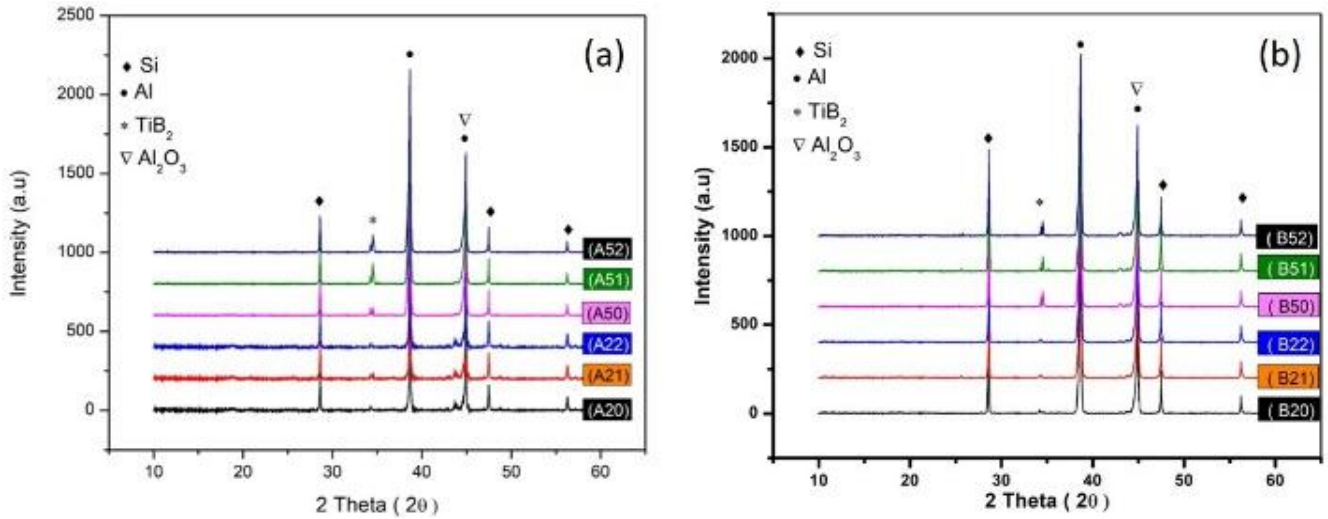 (a)
♦ Si
● Al
* TiB₂
▽ Al₂O₃
2500
2000
1500
1000
500
0
Intensity (a.u)
(A52)
(A51)
(A50)
(A22)
(A21)
(A20)
10 20 30 40 50 60
2 Theta ( 2θ )
(b)
♦ Si
● Al
TiB₂
▽ Al₂O₃
2000
1500
1000
500
0
Intensity (a.u)
( B52)
( B51)
( B50)
( B22)
( B21)
( B20)
10 20 30 40 50 60
2 Theta ( 2θ )